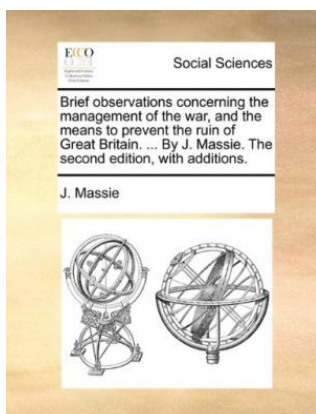 ECCO
Social Sciences
Brief observations concerning the
management of the war, and the
means to prevent the ruin of
Great Britain. ... By J. Massie. The
second edition, with additions.
J. Massie